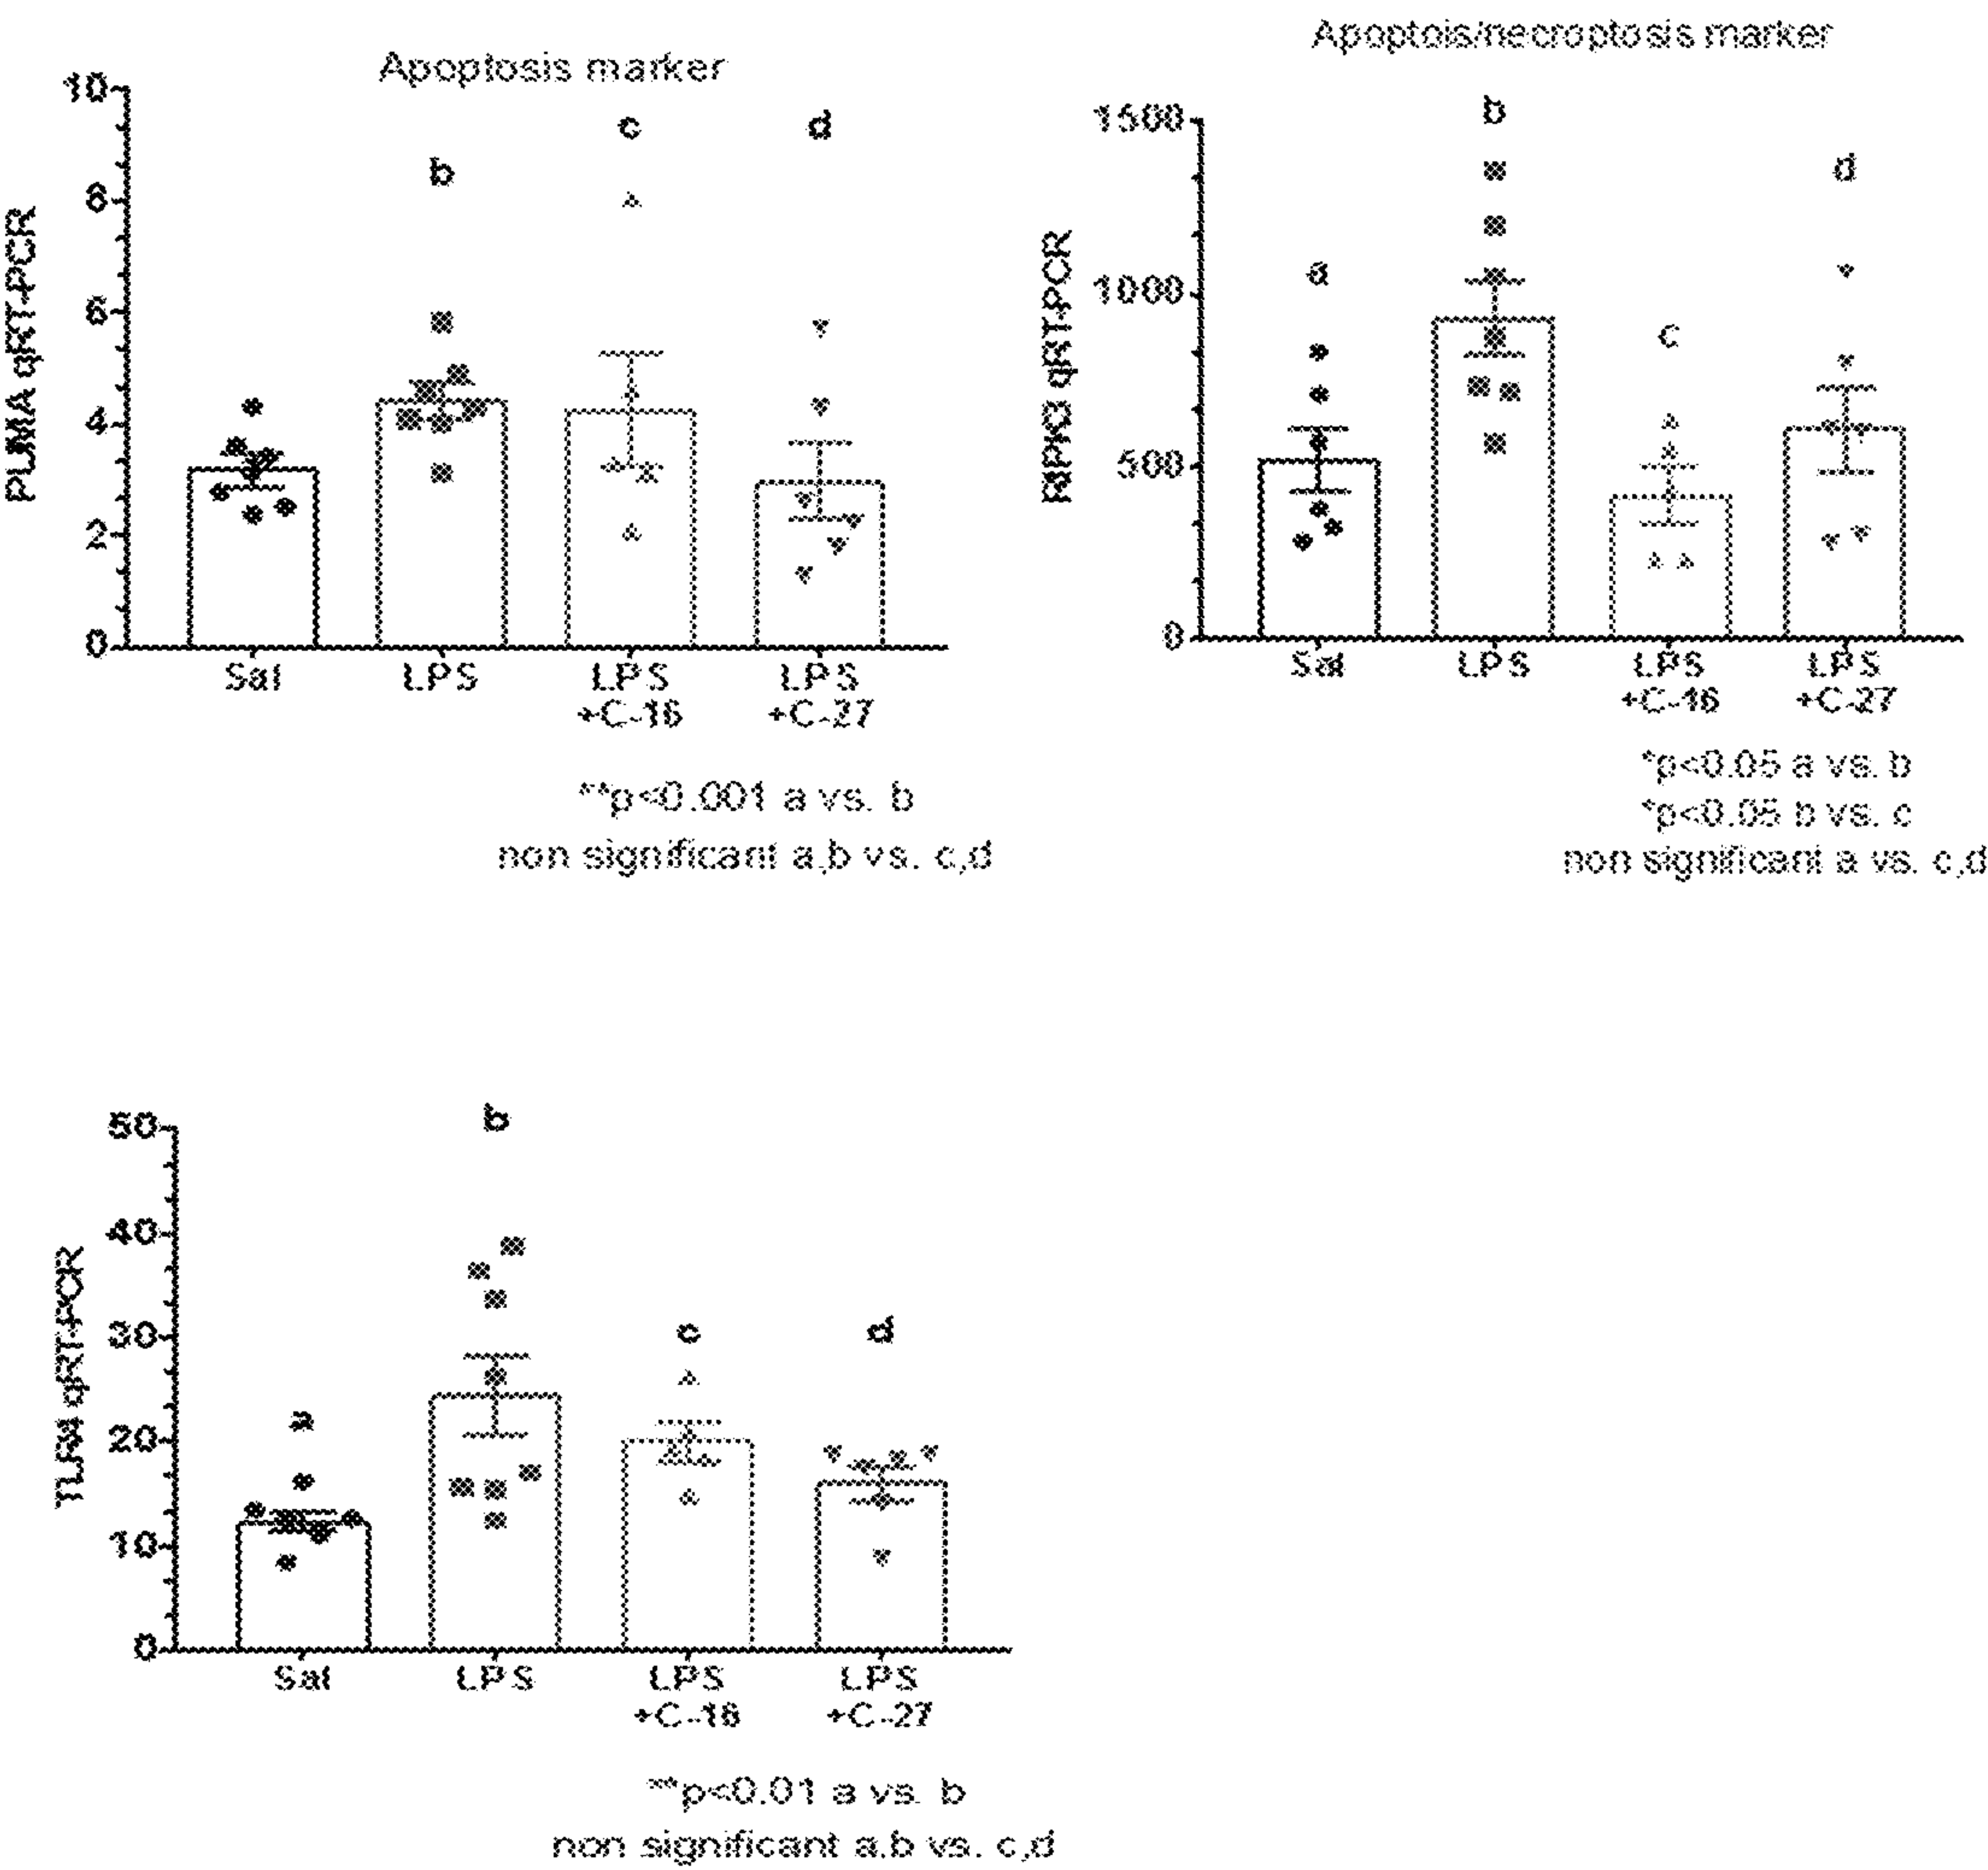 Apoptosis marker
PUMA qRT-PCR
10
8
6
4
2
0
b
c
d
Sal
LPS
LPS
+C-16
LPS
+C-27
**p<0.001 a vs. b
non significant a,b vs. c,d
Apoptois/necroptosis marker
RIPK3 qRT-PCR
1500
1000
500
0
a
b
c
d
Sal
LPS
LPS
+C-16
LPS
+C-27
*p<0.05 a vs. b
*p<0.05 b vs. c
non significant a vs. c,d
TLR4 qRT-PCR
50
40
30
20
10
0
a
b
c
d
Sal
LPS
LPS
+C-16
LPS
+C-27
**p<0.01 a vs. b
non significant a,b vs. c,d